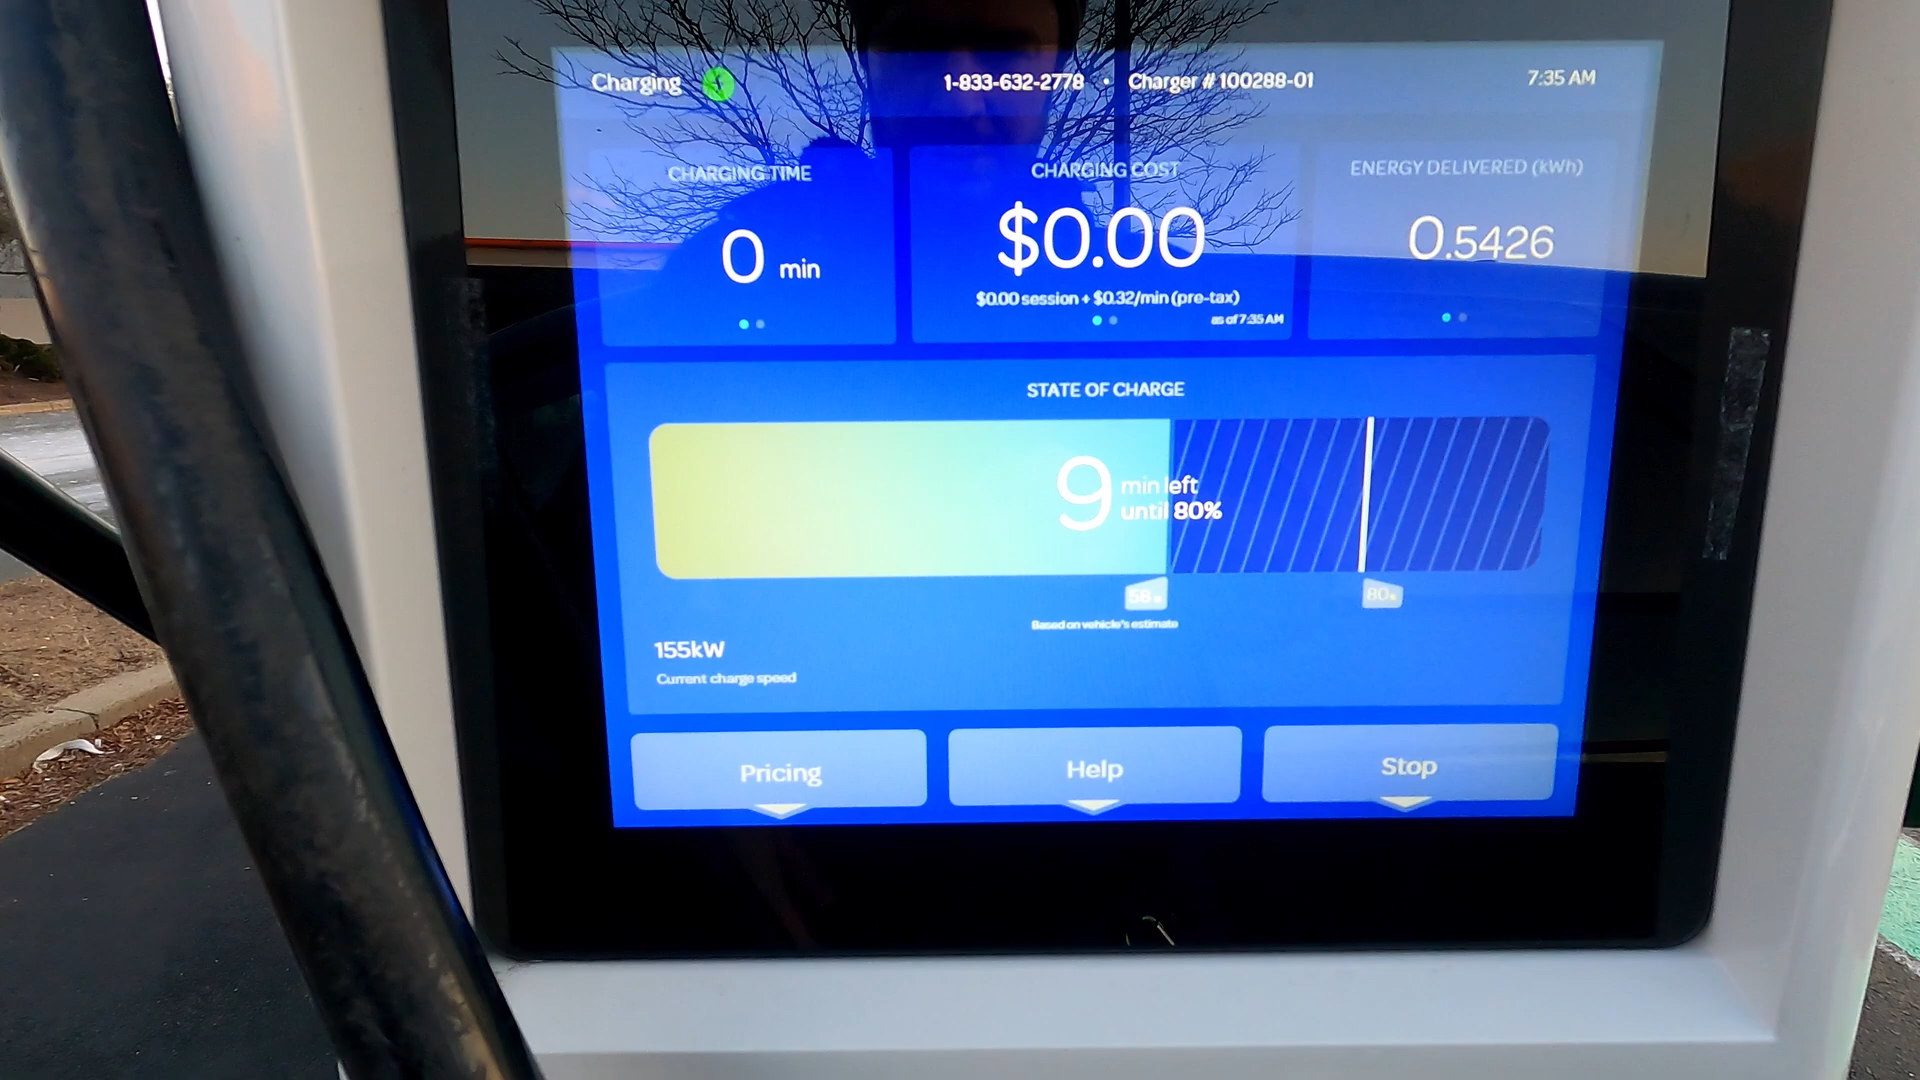 Charging 1-833-632-2778 • Charger # 100288-01 7:35 AM
CHARGING TIME
0 min
CHARGING COST
$0.00
$0.00 session + $0.32/min (pre-tax)
as of 7:35 AM
ENERGY DELIVERED (kWh)
0.5426
STATE OF CHARGE
9 min left
until 80%
58%
80%
Based on vehicle's estimate
155kW
Current charge speed
Pricing
Help
Stop